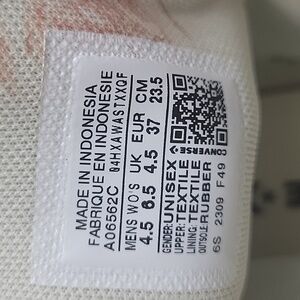 MADE IN INDONESIA
FABRIQUE EN INDONESIE
A06562C 04HXAWASTXXQF
MENS WO'S UK EUR CM
4.5 6.5 4.5 37 23.5
GENDER: UNISEX
UPPER: TEXTILE
LINING: TEXTILE
OUTSOLE: RUBBER
6S 2309 F49
CONVERSE